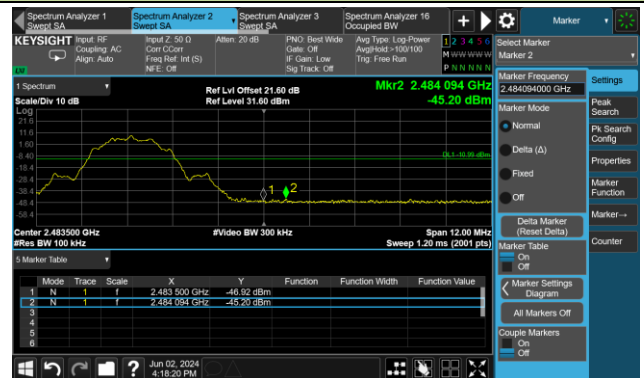 Spectrum Analyzer 1
Swept SA
Spectrum Analyzer 2
Swept SA
Spectrum Analyzer 3
Swept SA
Spectrum Analyzer 16
Occupied BW
Marker
KEYSIGHT
Input: RF
Coupling: AC
Align: Auto
Input Z: 50 Ω
Corr CCorr
Freq Ref: Int (S)
NFE: Off
Atten: 20 dB
PNO: Best Wide
Gate: Off
IF Gain: Low
Sig Track: Off
Avg Type: Log-Power
Avg|Hold:>100/100
Trig: Free Run
1 2 3 4 5 6
M W W W W W
P N N N N N
LW
Select Marker
Marker 2
1 Spectrum
Scale/Div 10 dB
Log
Ref Lvl Offset 21.60 dB
Ref Level 31.60 dBm
Mkr2 2.484 094 GHz
-45.20 dBm
21.6
11.6
1.60
-8.40
-18.4
-28.4
-38.4
-48.4
-58.4
DL1 -10.99 dBm
1
2
Center 2.483500 GHz
#Res BW 100 kHz
#Video BW 300 kHz
Span 12.00 MHz
Sweep 1.20 ms (2001 pts)
5 Marker Table
Mode Trace Scale X Y Function Function Width Function Value
1 N 1 f 2.483 500 GHz -46.92 dBm
2 N 1 f 2.484 094 GHz -45.20 dBm
3
4
5
6
Marker Frequency
2.484094000 GHz
Marker Mode
Normal
Delta (Δ)
Fixed
Off
Delta Marker
(Reset Delta)
Marker Table
On
Off
Marker Settings
Diagram
All Markers Off
Couple Markers
On
Off
Settings
Peak
Search
Pk Search
Config
Properties
Marker
Function
Marker→
Counter
?
Jun 02, 2024
4:18:20 PM